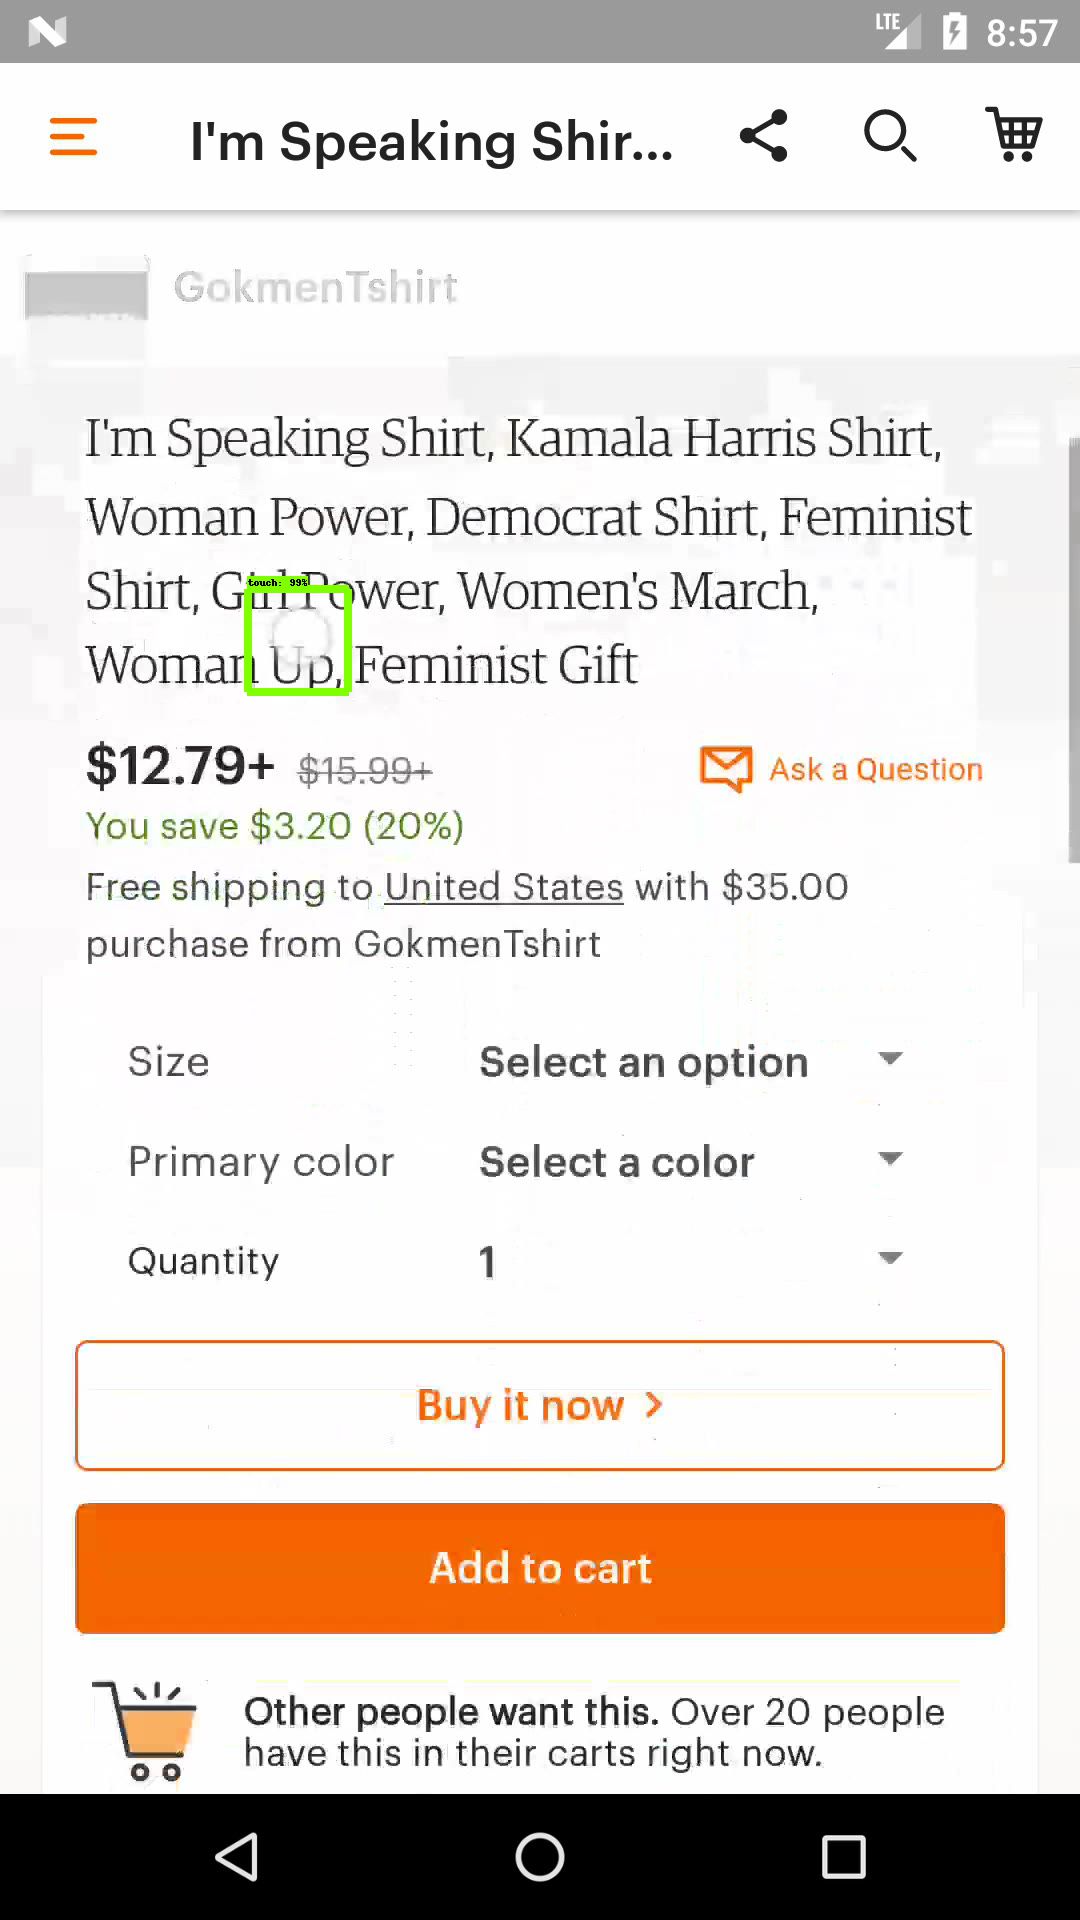 LTE 8:57
I'm Speaking Shir...
GokmenTshirt
I'm Speaking Shirt, Kamala Harris Shirt,
Woman Power, Democrat Shirt, Feminist
Shirt, Girl Power, Women's March,
touch: 99%
Woman Up, Feminist Gift
$12.79+ $15.99+ Ask a Question
You save $3.20 (20%)
Free shipping to United States with $35.00
purchase from GokmenTshirt
Size Select an option
Primary color Select a color
Quantity 1
Buy it now
Add to cart
Other people want this. Over 20 people
have this in their carts right now.